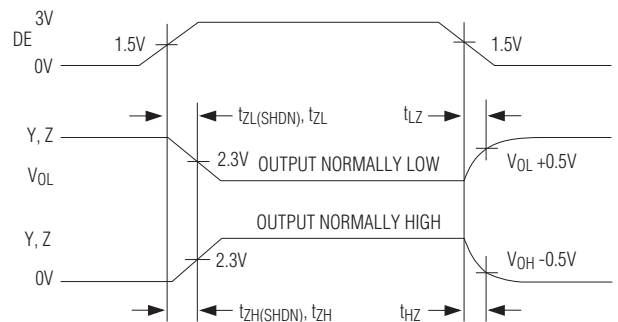 3V
DE
1.5V
1.5V
0V
tZL(SHDN), tZL
tLZ
Y, Z
2.3V
OUTPUT NORMALLY LOW
VOL +0.5V
VOL
OUTPUT NORMALLY HIGH
Y, Z
2.3V
VOH -0.5V
0V
tZH(SHDN), tZH
tHZ